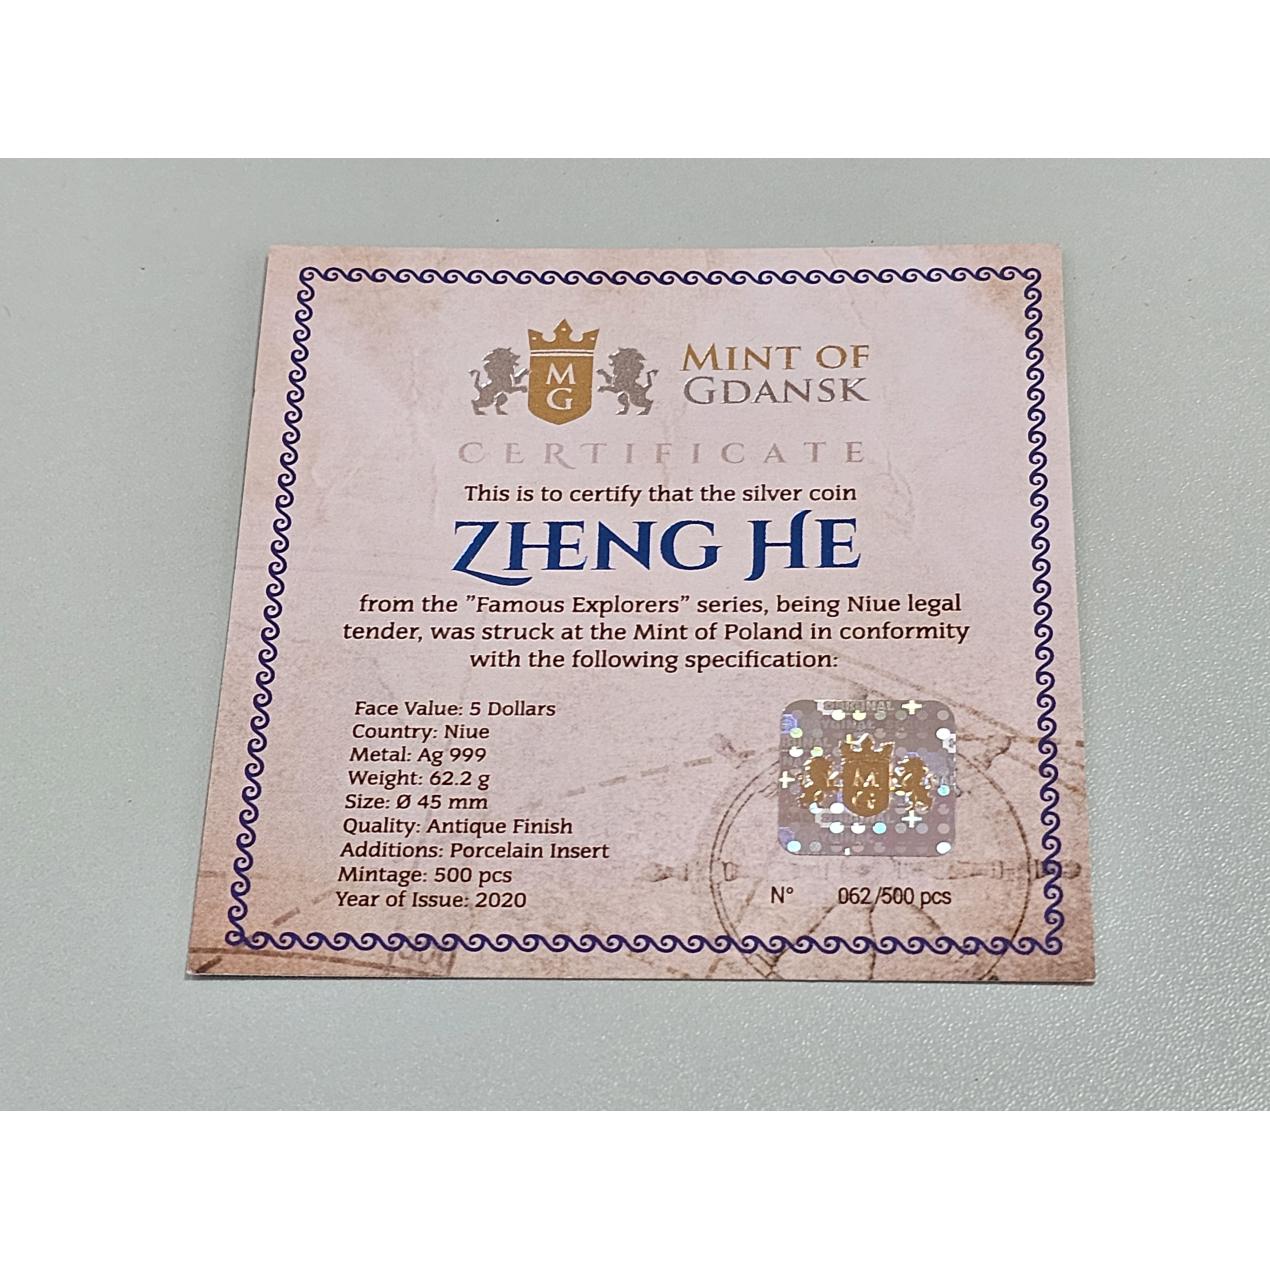 M
G
MINT OF
GDANSK
CERTIFICATE
This is to certify that the silver coin
ZHENG HE
from the "Famous Explorers" series, being Niue legal
tender, was struck at the Mint of Poland in conformity
with the following specification:
Face Value: 5 Dollars
Country: Niue
Metal: Ag 999
Weight: 62.2 g
Size: Ø 45 mm
Quality: Antique Finish
Additions: Porcelain Insert
Mintage: 500 pcs
Year of Issue: 2020
ORIGINAL
M
G
N° 062/500 pcs